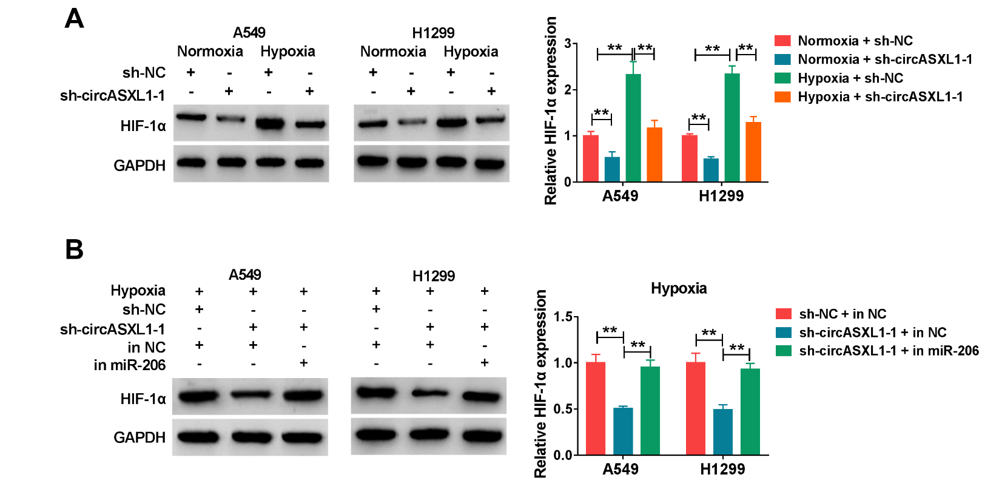 A
A549
H1299
Normoxia Hypoxia
Normoxia Hypoxia
sh-NC + - + - + - + -
sh-circASXL1-1 - + - + - + - +
HIF-1α
GAPDH
Relative HIF-1α expression
3
2
1
0
** ** **
** ** **
A549 H1299
Normoxia + sh-NC
Normoxia + sh-circASXL1-1
Hypoxia + sh-NC
Hypoxia + sh-circASXL1-1
B
A549
H1299
Hypoxia + + + + + +
sh-NC + - - + - -
sh-circASXL1-1 - + + - + +
in NC + + - + + -
in miR-206 - - + - - +
HIF-1α
GAPDH
Hypoxia
Relative HIF-1α expression
1.5
1.0
0.5
0.0
** **
** **
A549 H1299
sh-NC + in NC
sh-circASXL1-1 + in NC
sh-circASXL1-1 + in miR-206